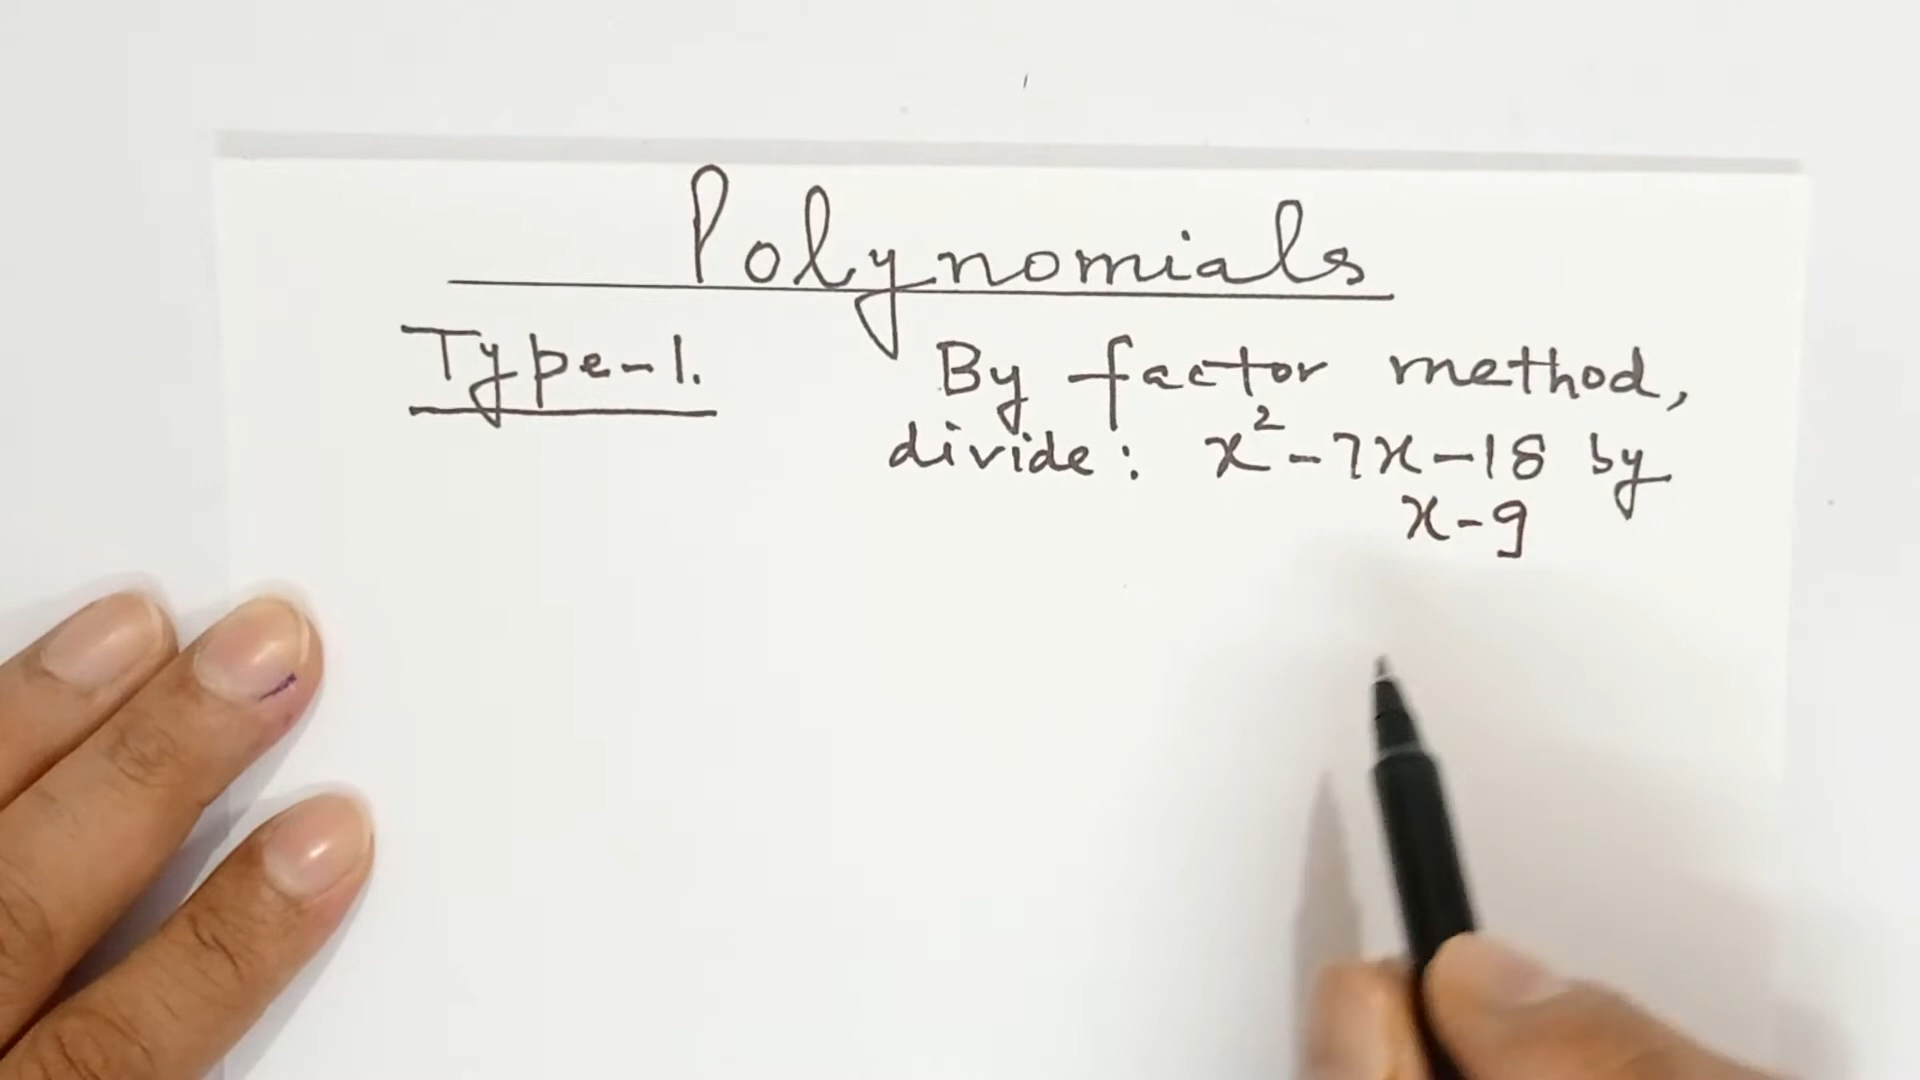 Polynomials
Type-1. By factor method,
divide: x² - 7x - 18 by
x - 9